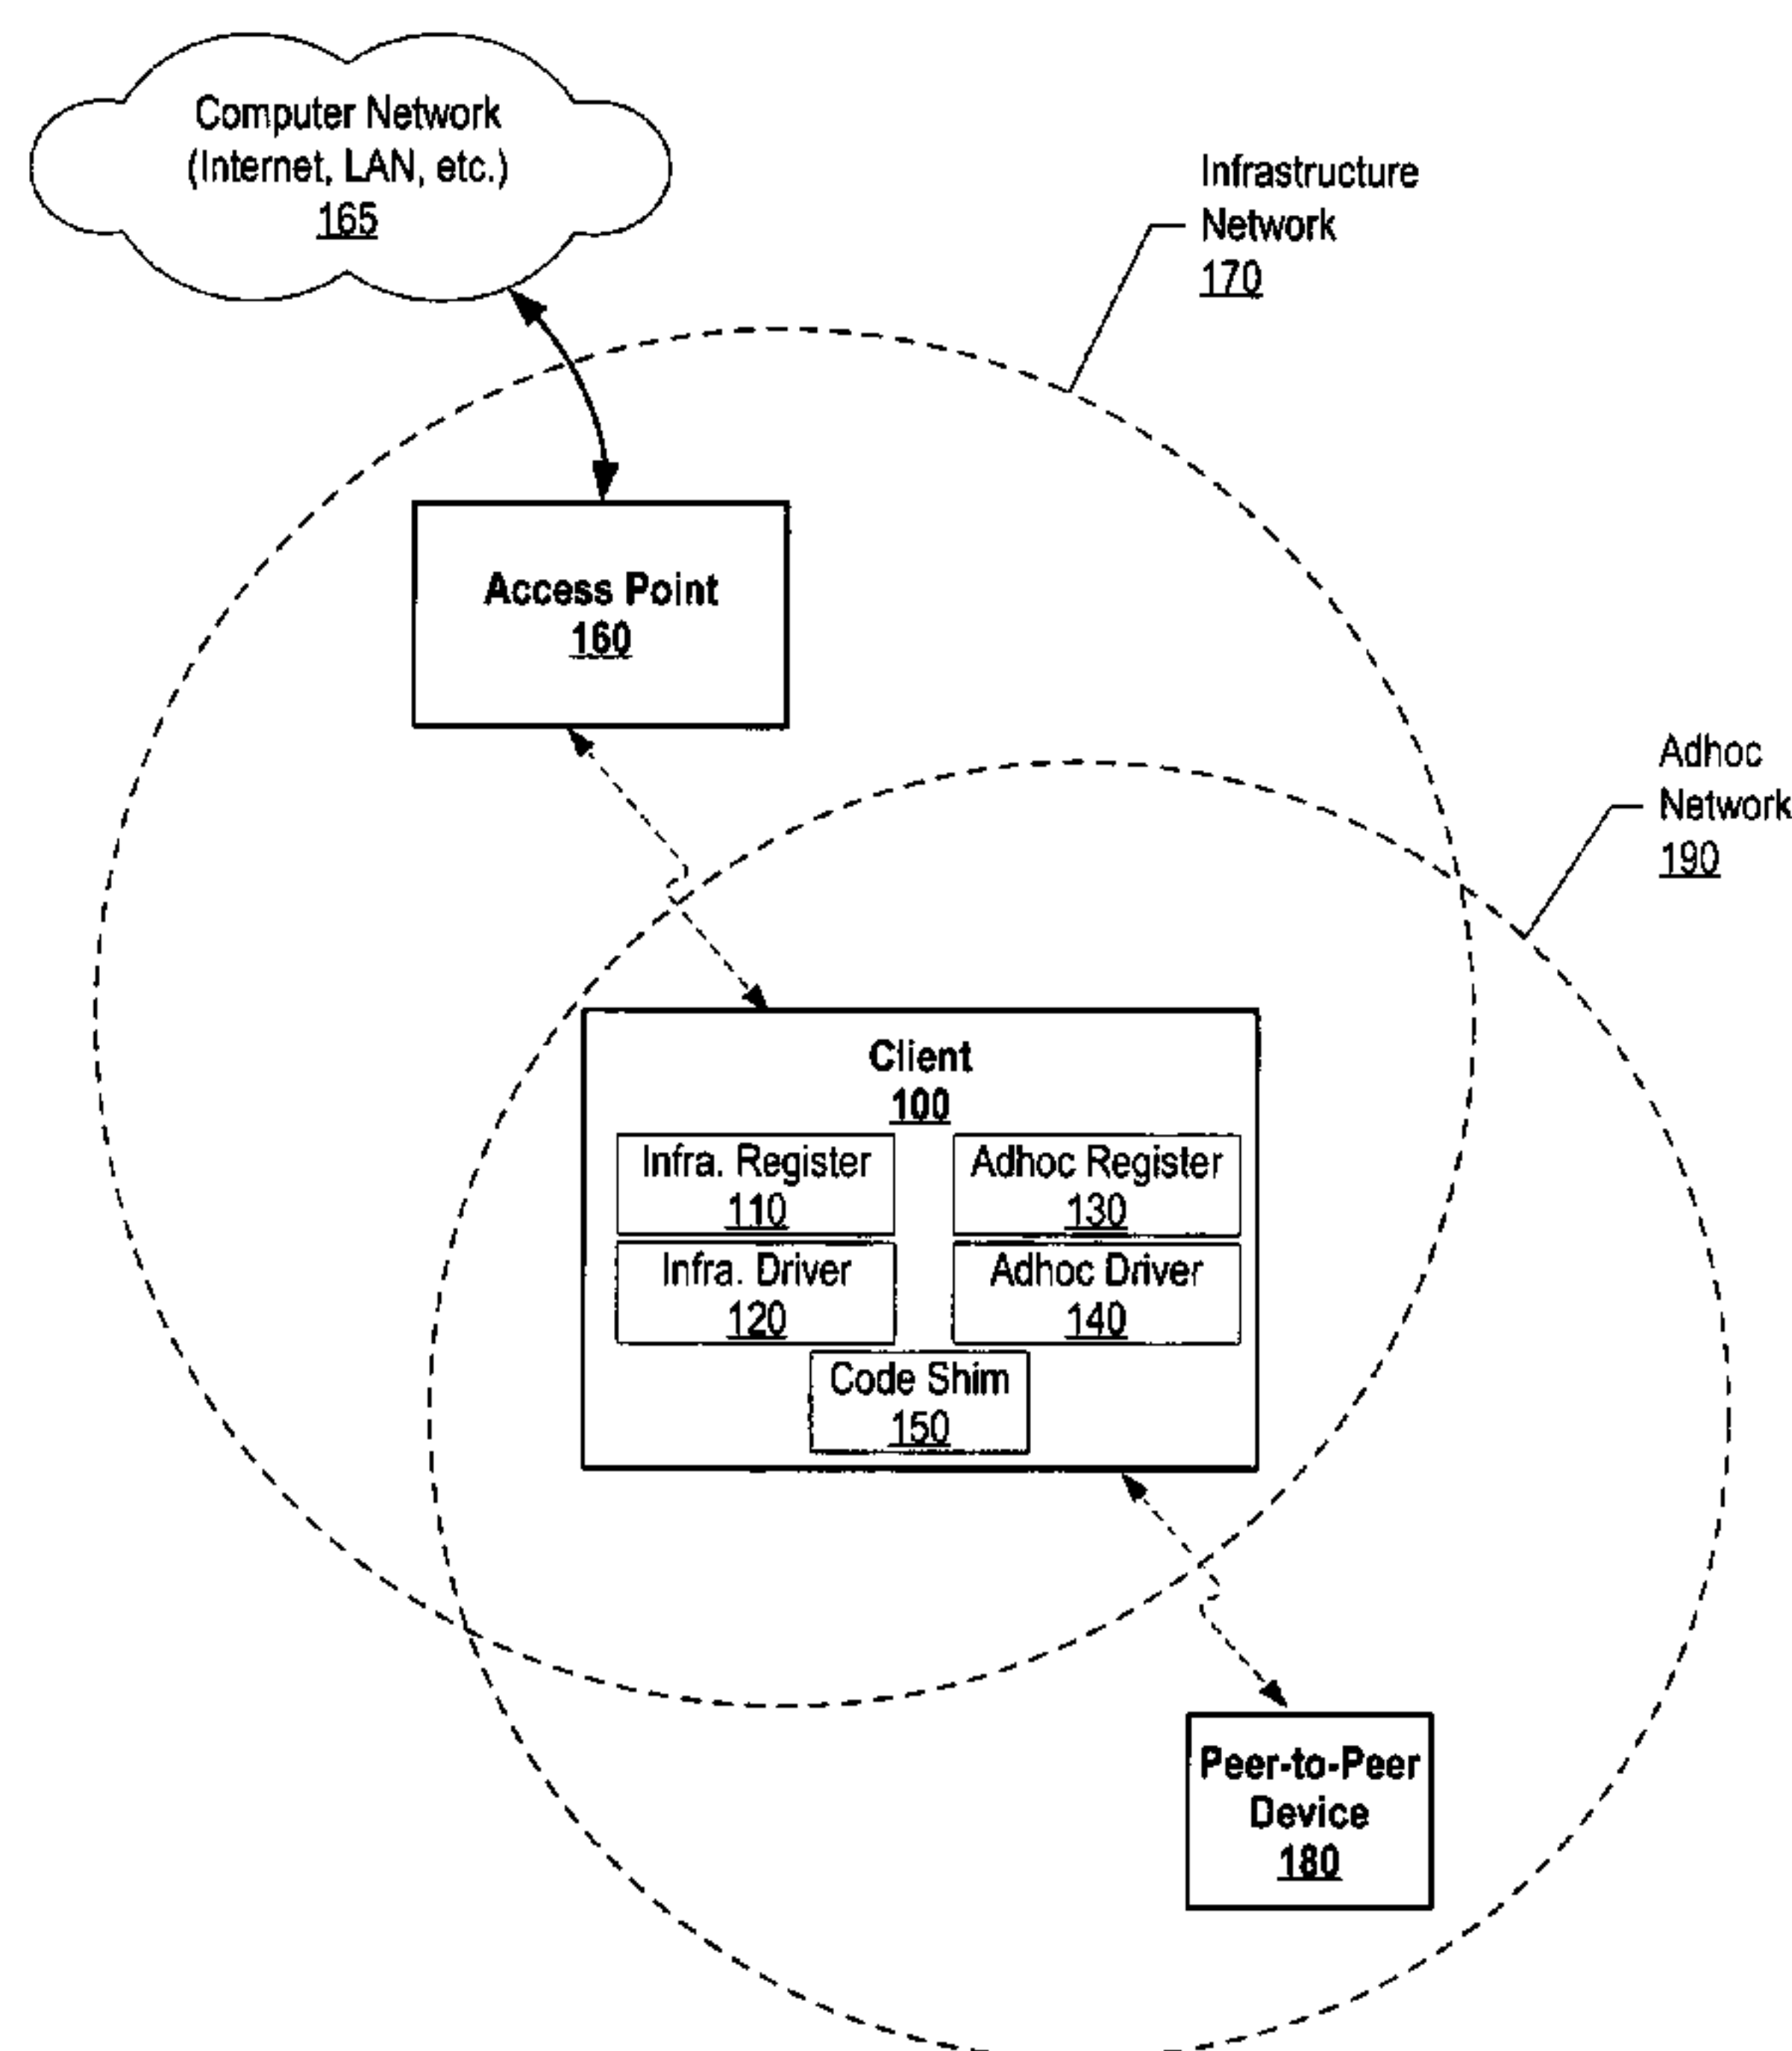 Computer Network
(Internet, LAN, etc.)
165
Infrastructure
Network
170
Access Point
160
Adhoc
Network
190
Client
100
Infra. Register
110
Adhoc Register
130
Infra. Driver
120
Adhoc Driver
140
Code Shim
150
Peer-to-Peer
Device
180